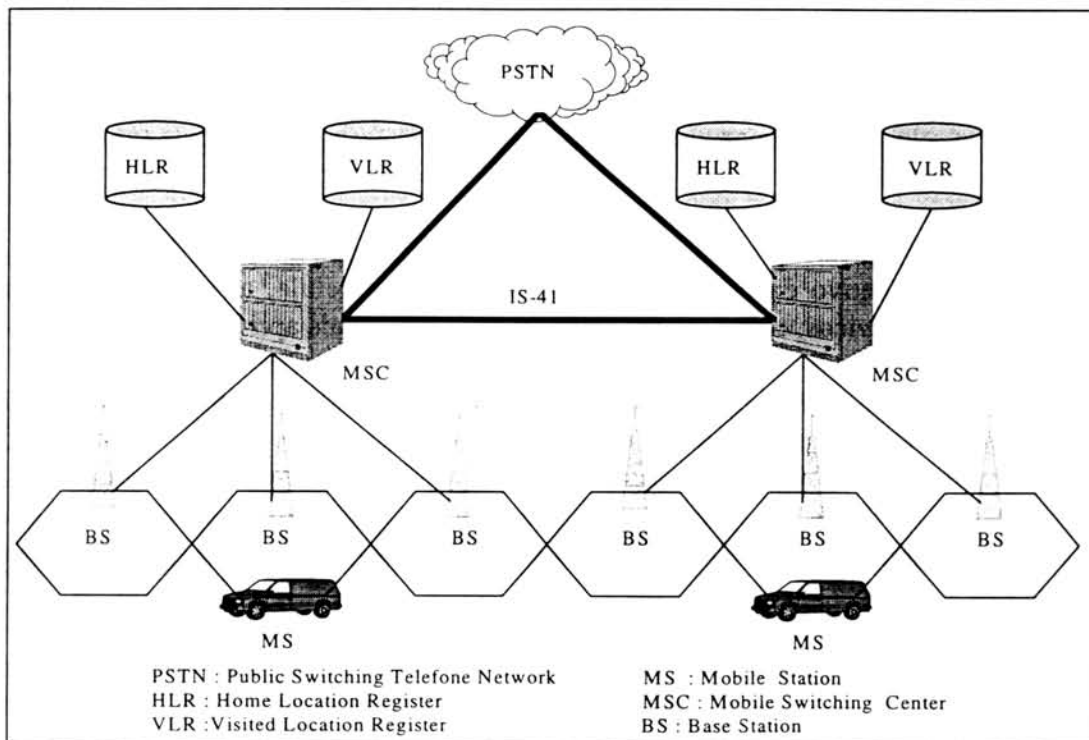 PSTN
HLR
VLR
HLR
VLR
IS-41
MSC
MSC
BS
BS
BS
BS
BS
BS
MS
MS
PSTN : Public Switching Telefone Network
HLR : Home Location Register
VLR : Visited Location Register
MS : Mobile Station
MSC : Mobile Switching Center
BS : Base Station